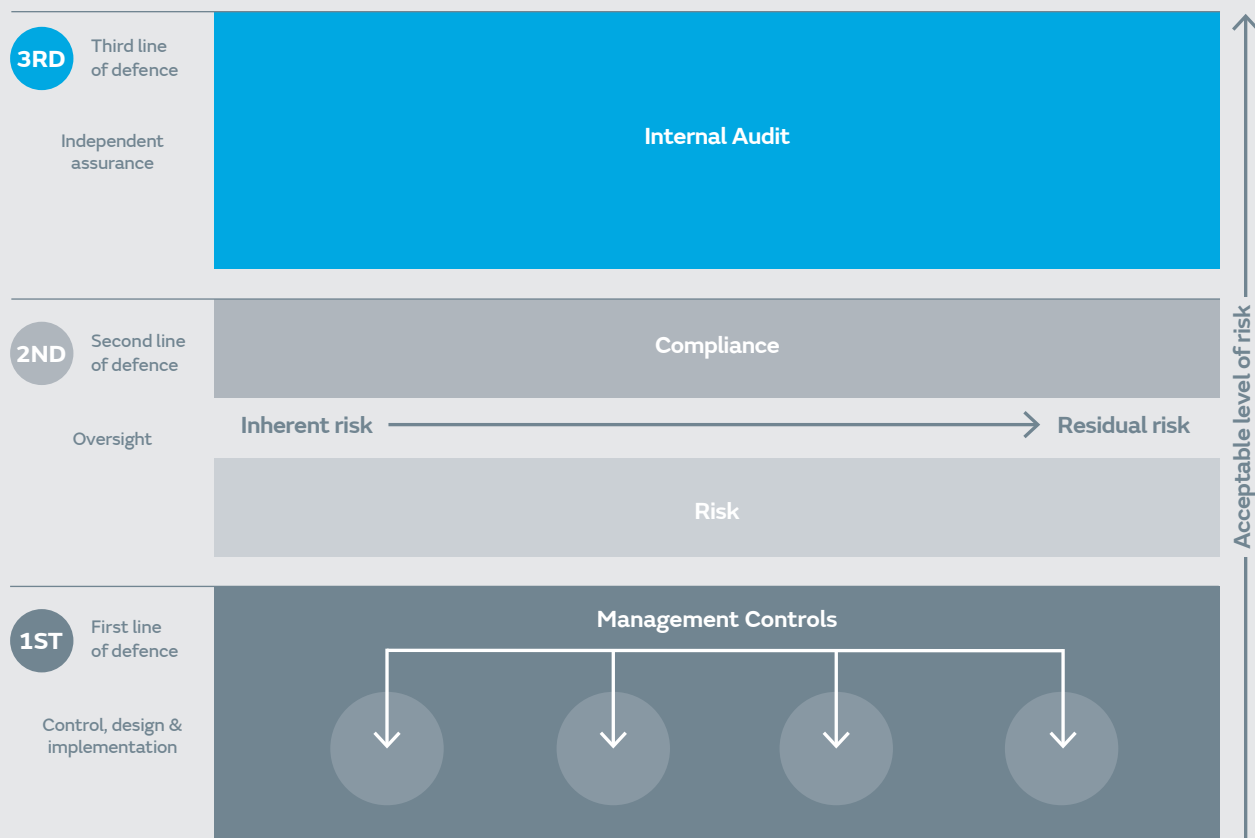 3RD
Third line
of defence
Independent
assurance
Internal Audit
2ND
Second line
of defence
Oversight
Compliance
Inherent risk
Residual risk
Risk
Acceptable level of risk
1ST
First line
of defence
Control, design &
implementation
Management Controls